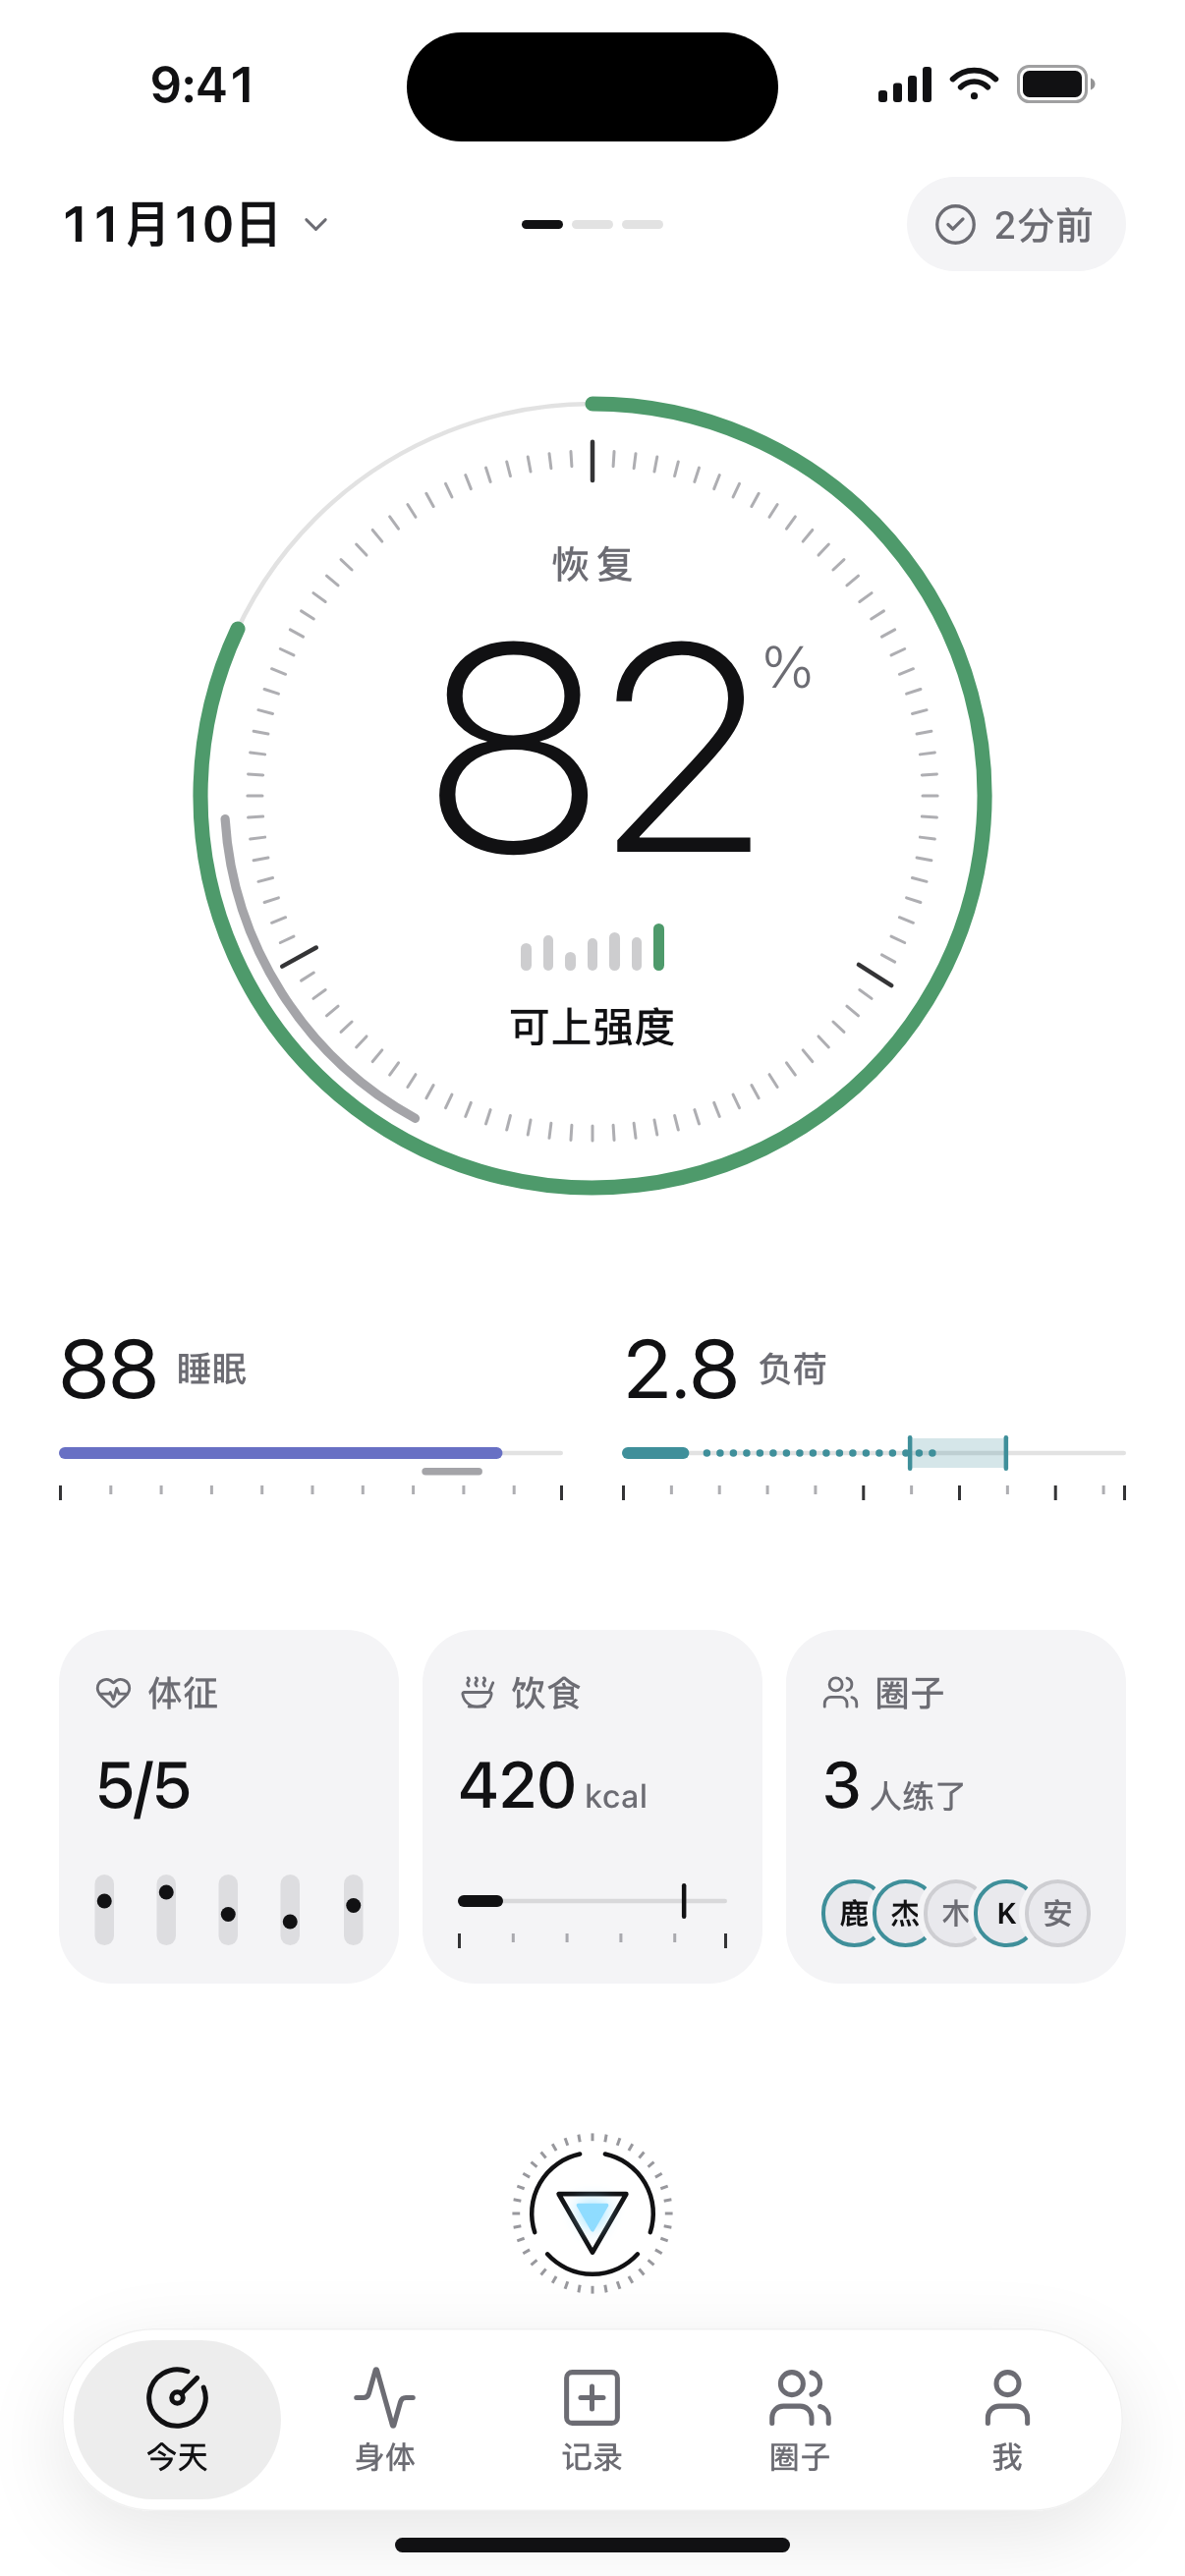 9:41
11月10日
2分前
恢复
82%
可上强度
88 睡眠
2.8 负荷
体征
5/5
饮食
420 kcal
圈子
3 人练了
鹿 杰 木 K 安
今天 身体 记录 圈子 我